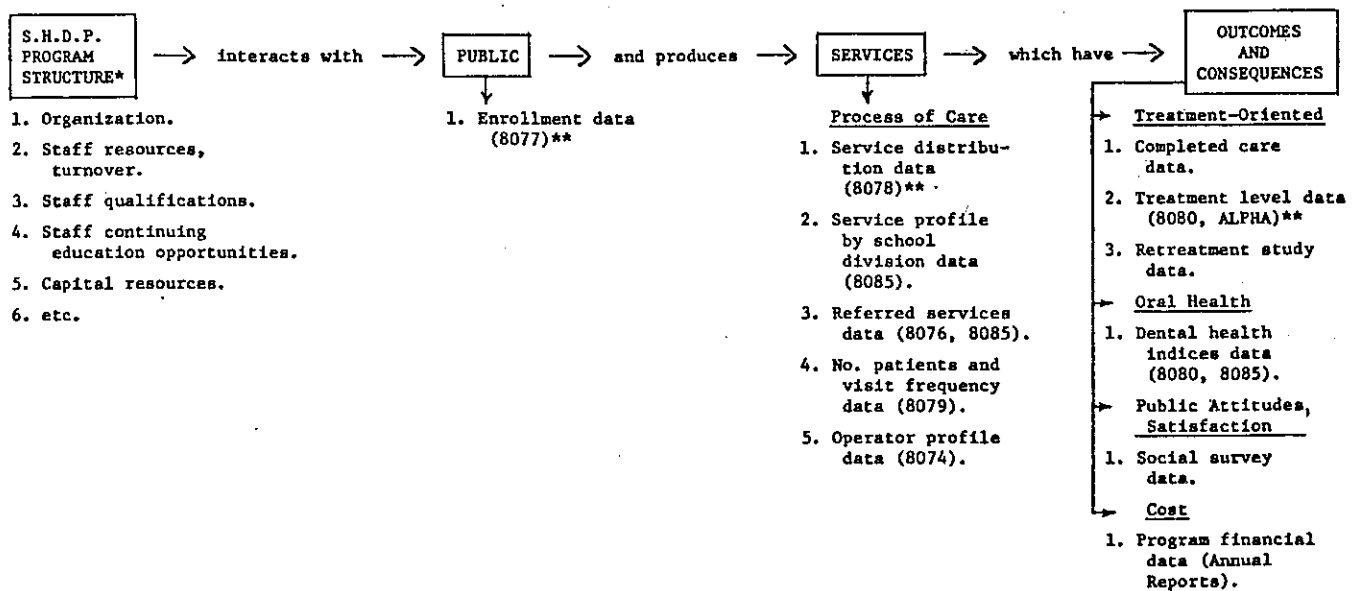 S.H.D.P.
PROGRAM
STRUCTURE*
interacts with
PUBLIC
and produces
SERVICES
which have
OUTCOMES
AND
CONSEQUENCES
1. Organization.
2. Staff resources,
turnover.
3. Staff qualifications.
4. Staff continuing
education opportunities.
5. Capital resources.
6. etc.
1. Enrollment data
(8077)**
Process of Care
1. Service distribu-
tion data
(8078)**
2. Service profile
by school
division data
(8085).
3. Referred services
data (8076, 8085).
4. No. patients and
visit frequency
data (8079).
5. Operator profile
data (8074).
Treatment-Oriented
1. Completed care
data.
2. Treatment level data
(8080, ALPHA)**
3. Retreatment study
data.
Oral Health
1. Dental health
indices data
(8080, 8085).
Public Attitudes,
Satisfaction
1. Social survey
data.
Cost
1. Program financial
data (Annual
Reports).